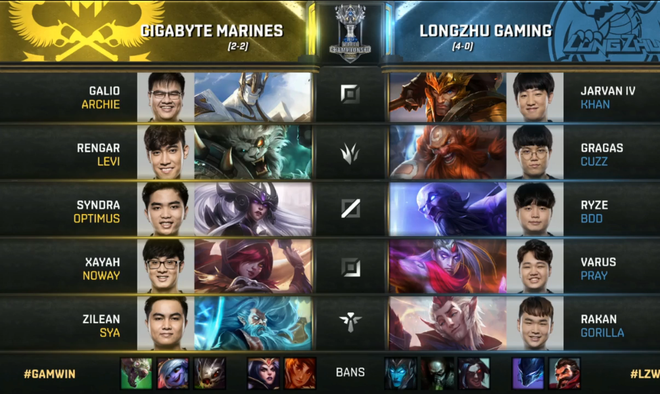 GIGABYTE MARINES
(2-2)
LONGZHU GAMING
(4-0)
GALIO
ARCHIE
JARVAN IV
KHAN
RENGAR
LEVI
GRAGAS
CUZZ
SYNDRA
OPTIMUS
RYZE
BDD
XAYAH
NOWAY
VARUS
PRAY
ZILEAN
SYA
RAKAN
GORILLA
#GAMWIN
BANS
#LZW